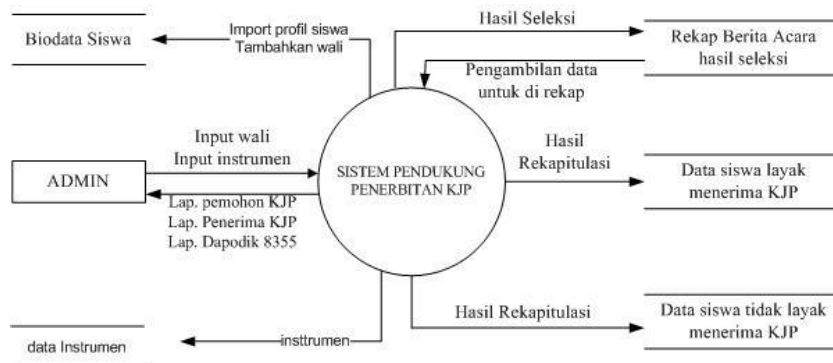 Biodata Siswa
Import profil siswa
Tambahkan wali
Hasil Seleksi
Rekap Berita Acara
hasil seleksi
Pengambilan data
untuk di rekap
Input wali
Input instrumen
ADMIN
Lap. pemohon KJP
Lap. Penerima KJP
Lap. Dapodik 8355
SISTEM PENDUKUNG
PENERBITAN KJP
Hasil
Rekapitulasi
Data siswa layak
menerima KJP
data Instrumen
insttrumen
Hasil Rekapitulasi
Data siswa tidak layak
menerima KJP